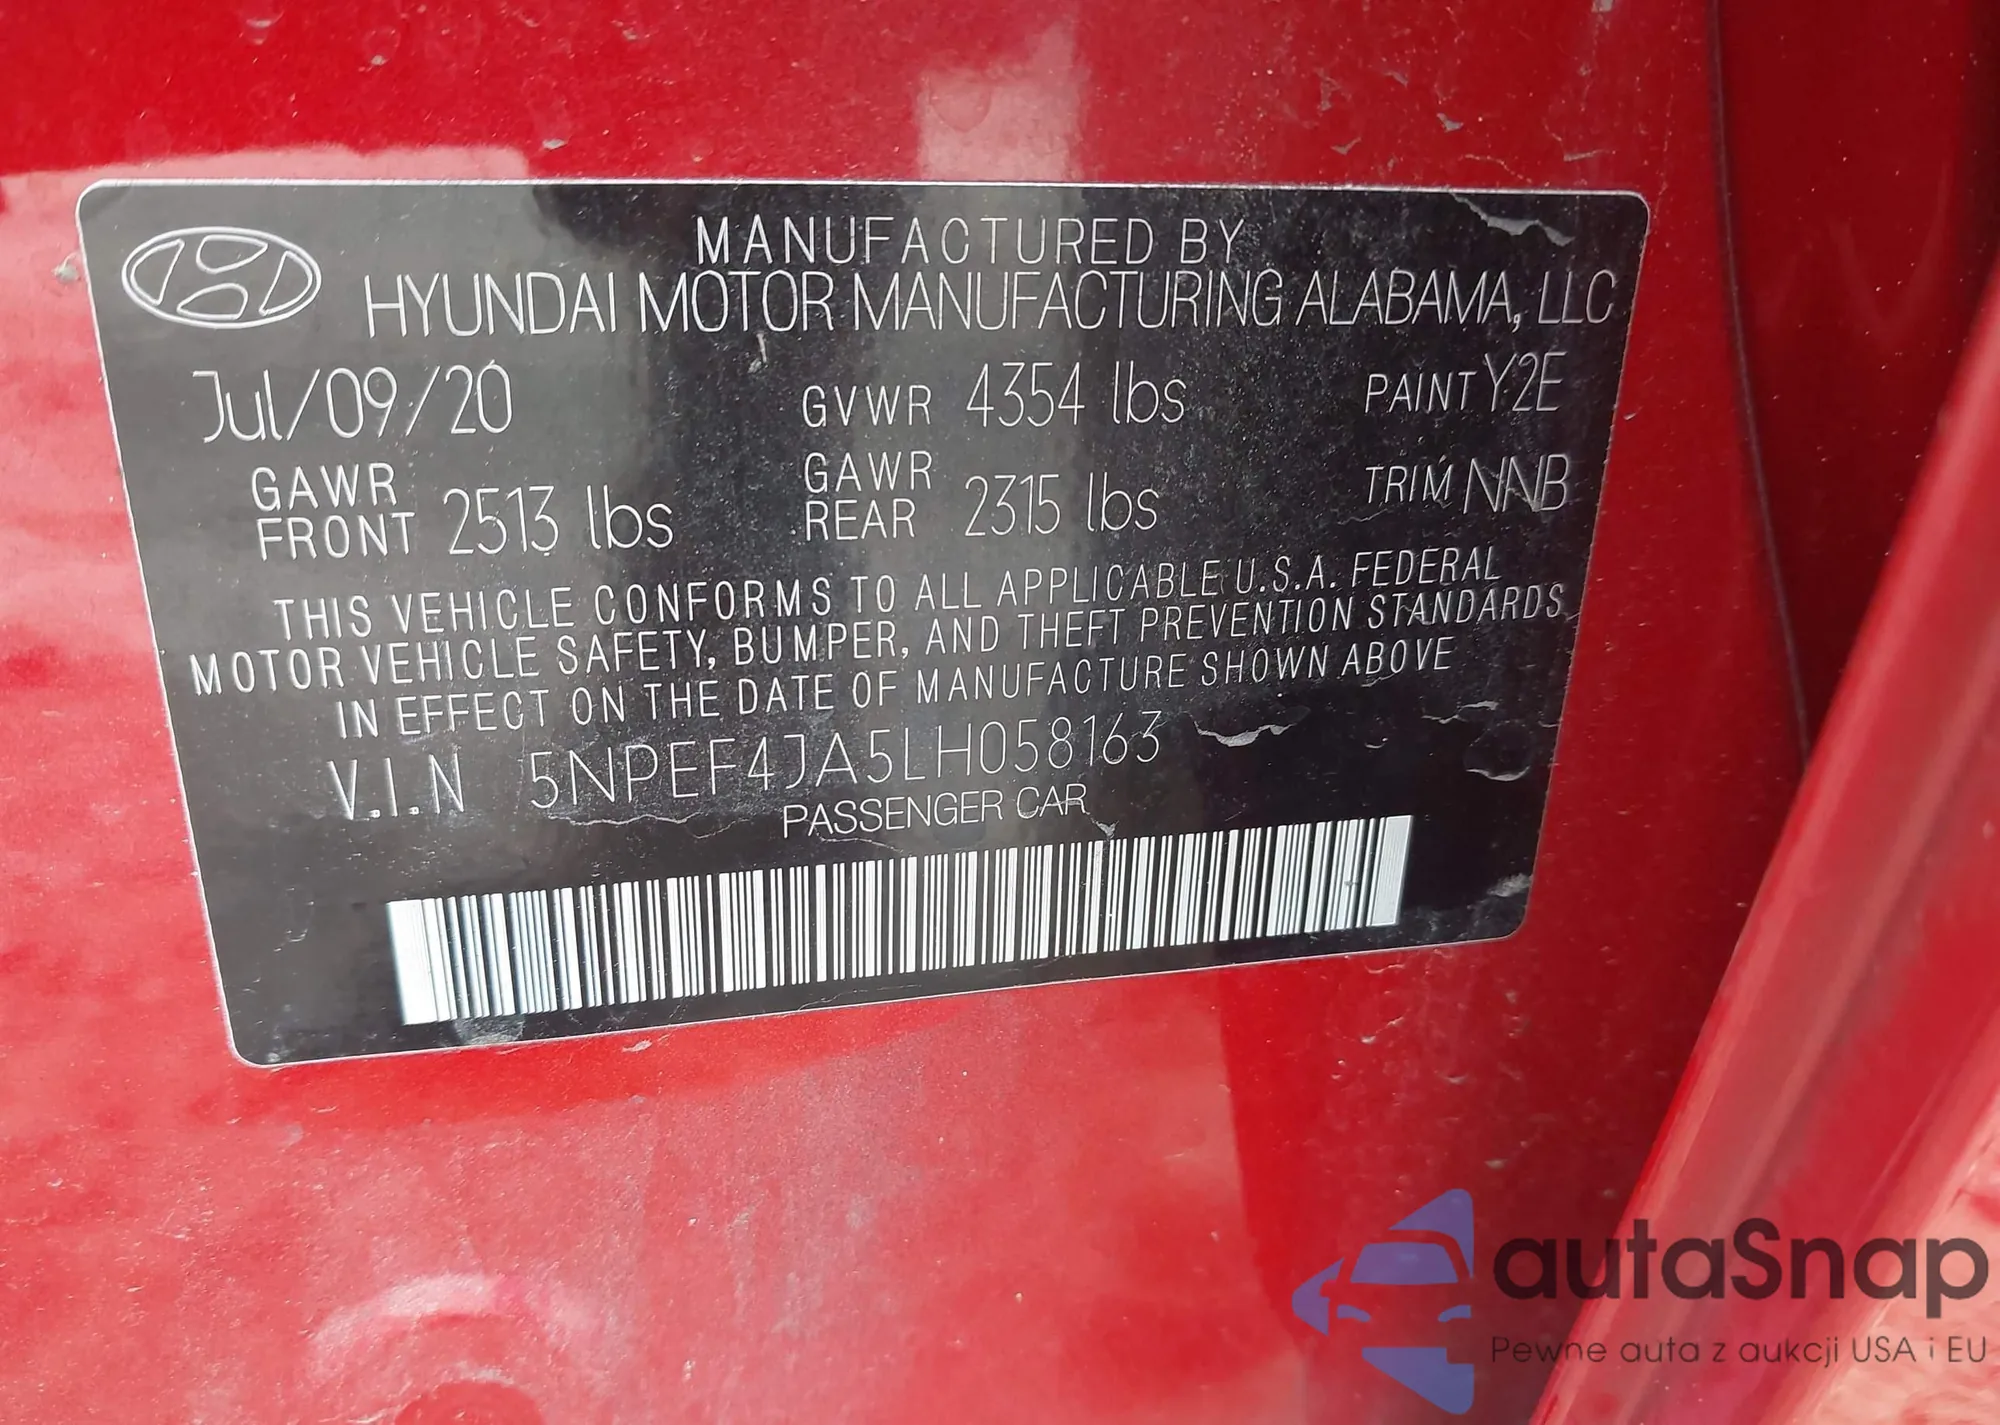 MANUFACTURED BY
HYUNDAI MOTOR MANUFACTURING ALABAMA, LLC
Jul/09/20 GVWR 4354 lbs PAINT Y2E
GAWR FRONT 2513 lbs GAWR REAR 2315 lbs TRIM NNB
THIS VEHICLE CONFORMS TO ALL APPLICABLE U.S.A. FEDERAL
MOTOR VEHICLE SAFETY, BUMPER, AND THEFT PREVENTION STANDARDS
IN EFFECT ON THE DATE OF MANUFACTURE SHOWN ABOVE
V.I.N 5NPEF4JA5LH058163
PASSENGER CAR
autaSnap
Pewne auta z aukcji USA i EU